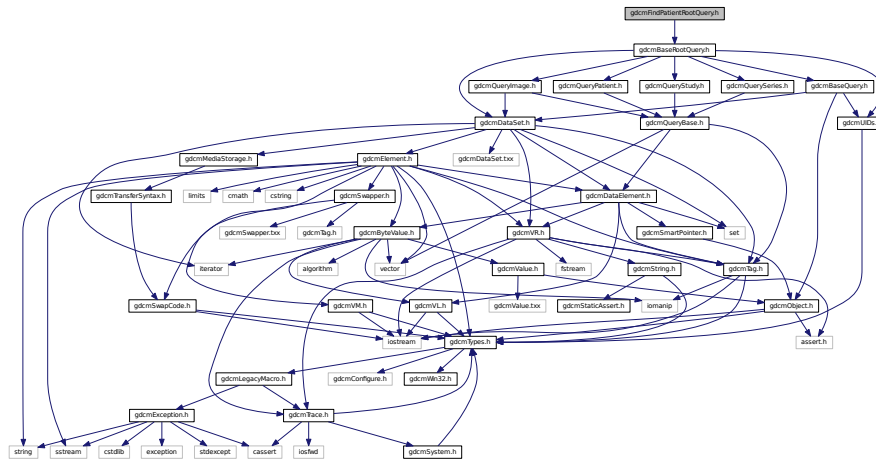 gdcmFindPatientRootQuery.h
gdcmBaseRootQuery.h
gdcmQueryImage.h
gdcmQueryPatient.h
gdcmQueryStudy.h
gdcmQuerySeries.h
gdcmBaseQuery.h
gdcmDataSet.h
gdcmQueryBase.h
gdcmUIDs.
gdcmMediaStorage.h
gdcmElement.h
gdcmDataSet.txx
gdcmTransferSyntax.h
limits
cmath
cstring
gdcmSwapper.h
gdcmDataElement.h
gdcmSwapper.txx
gdcmTag.h
gdcmByteValue.h
gdcmVR.h
gdcmSmartPointer.h
set
iterator
algorithm
vector
gdcmValue.h
fstream
gdcmString.h
gdcmTag.h
gdcmSwapCode.h
gdcmVM.h
gdcmVL.h
gdcmValue.txx
gdcmStaticAssert.h
iomanip
gdcmObject.h
iostream
gdcmTypes.h
assert.h
gdcmLegacyMacro.h
gdcmConfigure.h
gdcmWin32.h
gdcmException.h
gdcmTrace.h
string
sstream
cstdlib
exception
stdexcept
cassert
iosfwd
gdcmSystem.h